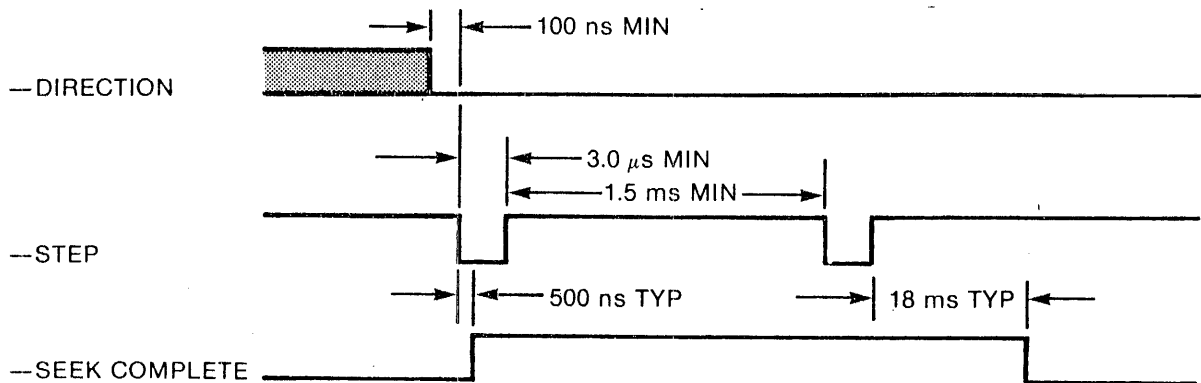 100 ns MIN
—DIRECTION
3.0 μs MIN
1.5 ms MIN
—STEP
500 ns TYP
18 ms TYP
—SEEK COMPLETE